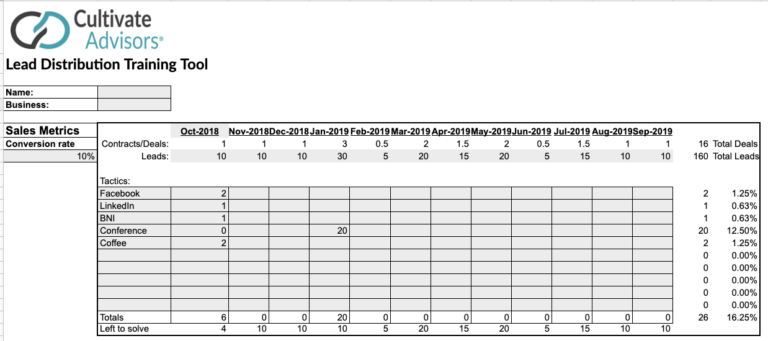 Cultivate
Advisors
Lead Distribution Training Tool
Name:
Business:
Sales Metrics Oct-2018 Nov-2018 Dec-2018 Jan-2019 Feb-2019 Mar-2019 Apr-2019 May-2019 Jun-2019 Jul-2019 Aug-2019 Sep-2019
Conversion rate Contracts/Deals: 1 1 1 3 0.5 2 1.5 2 0.5 1.5 1 1 16 Total Deals
10% Leads: 10 10 10 30 5 20 15 20 5 15 10 10 160 Total Leads
Tactics:
Facebook 2 2 1.25%
LinkedIn 1 1 0.63%
BNI 1 1 0.63%
Conference 0 20 20 12.50%
Coffee 2 2 1.25%
0 0.00%
0 0.00%
0 0.00%
0 0.00%
0 0.00%
Totals 6 0 0 20 0 0 0 0 0 0 0 0 26 16.25%
Left to solve 4 10 10 10 5 20 15 20 5 15 10 10